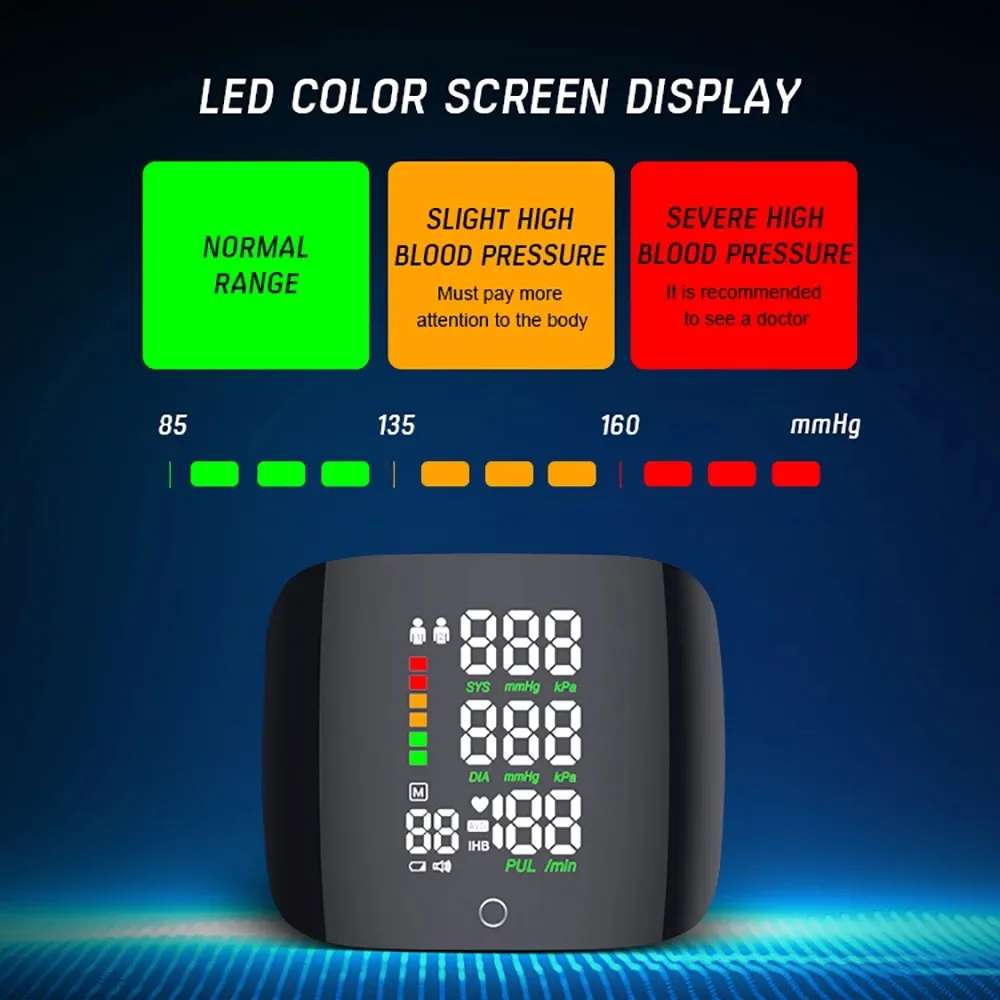 LED COLOR SCREEN DISPLAY
NORMAL
RANGE
SLIGHT HIGH
BLOOD PRESSURE
Must pay more
attention to the body
SEVERE HIGH
BLOOD PRESSURE
It is recommended
to see a doctor
85 135 160 mmHg
888
SYS mmHg kPa
888
DIA mmHg kPa
M
88
AVG
IHB
188
PUL /min